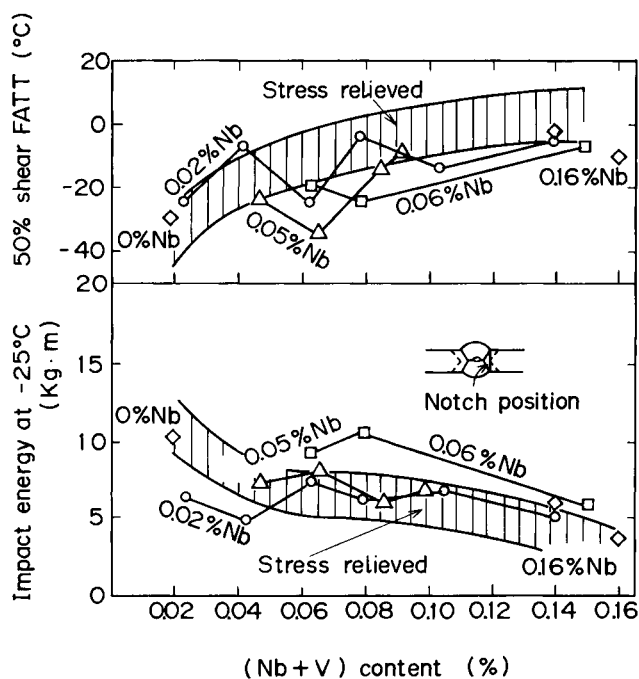 50% shear FATT (°C)
20
0
-20
-40
Stress relieved
0.02%Nb
0%Nb
0.05%Nb
0.06%Nb
0.16%Nb
Impact energy at -25°C
(Kg·m)
20
15
10
5
0
Notch position
0%Nb
0.05%Nb
0.06%Nb
0.02%Nb
Stress relieved
0.16%Nb
0.02 0.04 0.06 0.08 0.10 0.12 0.14 0.16
(Nb+V) content (%)